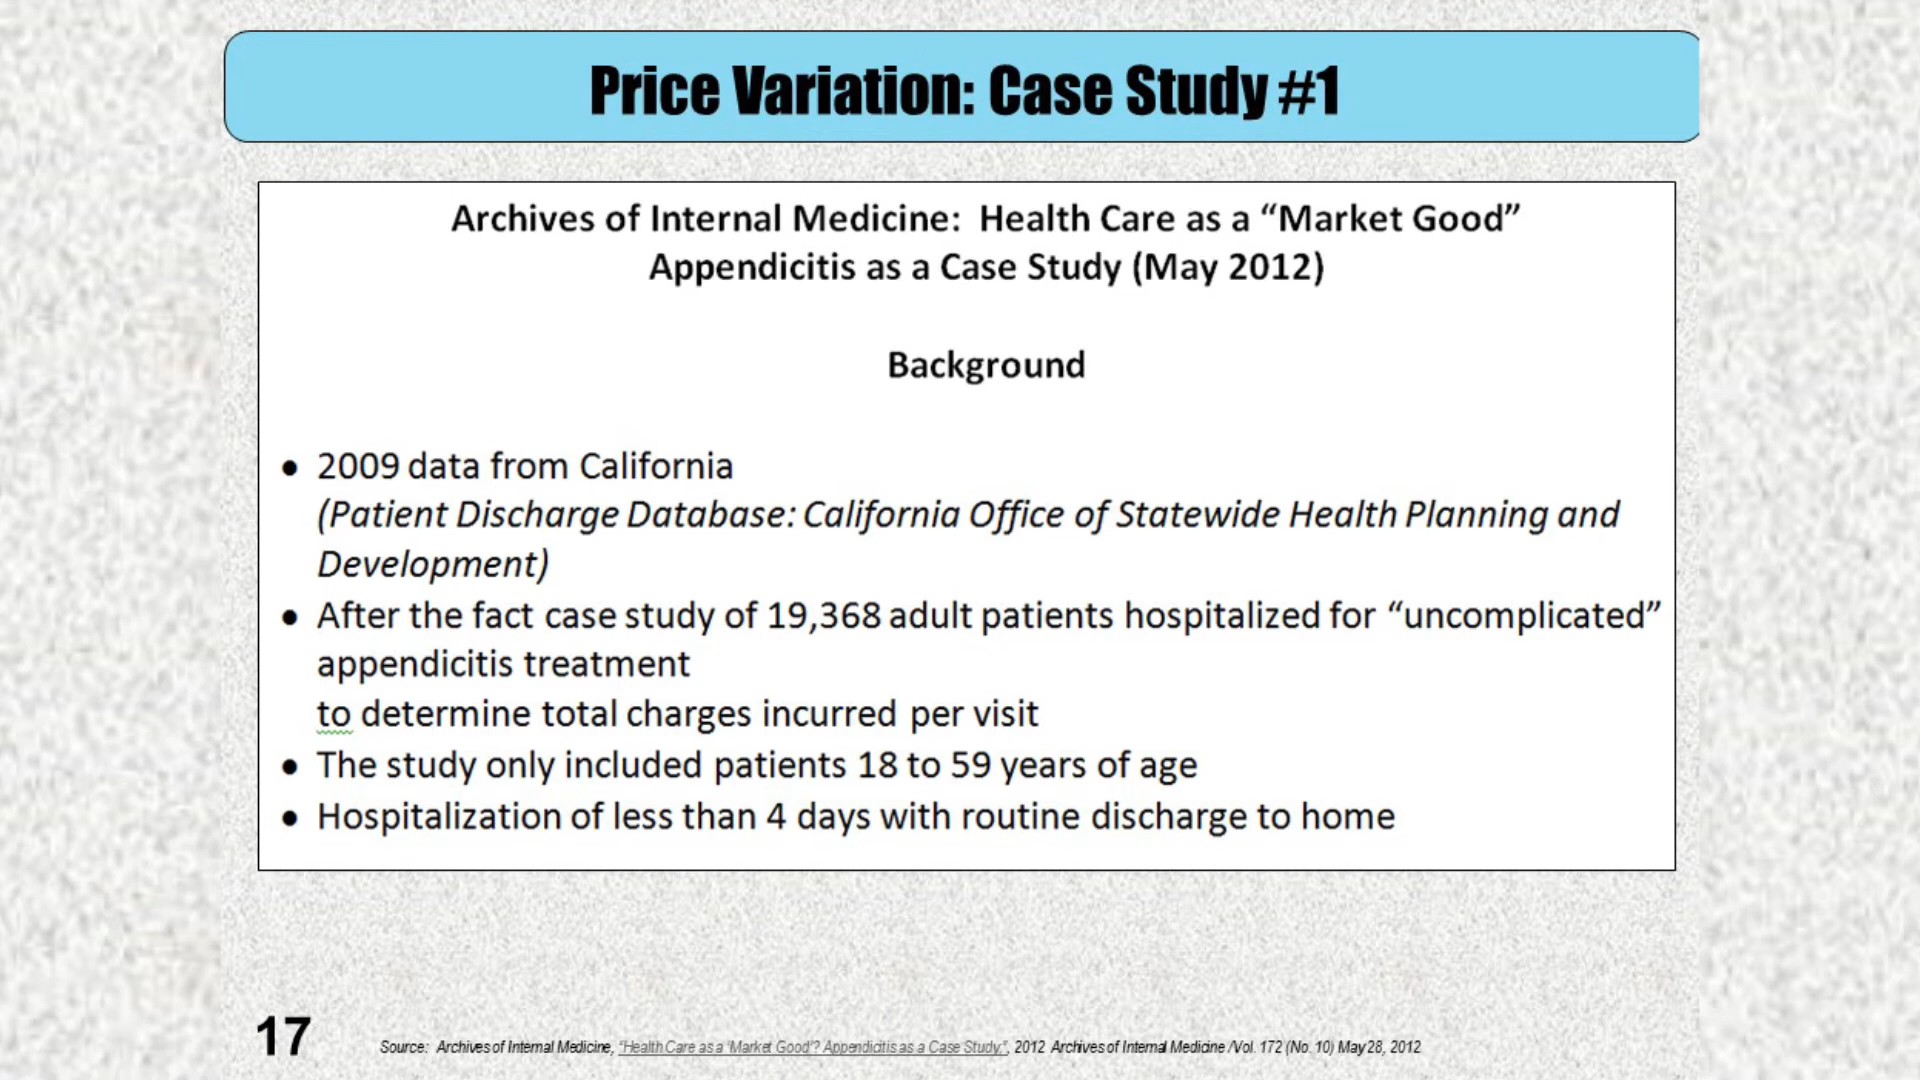 Price Variation: Case Study #1
Archives of Internal Medicine:  Health Care as a “Market Good”
Appendicitis as a Case Study (May 2012)
Background
● 2009 data from California
(Patient Discharge Database: California Office of Statewide Health Planning and
Development)
● After the fact case study of 19,368 adult patients hospitalized for “uncomplicated”
appendicitis treatment
to determine total charges incurred per visit
● The study only included patients 18 to 59 years of age
● Hospitalization of less than 4 days with routine discharge to home
17
Source:  Archives of Internal Medicine, “Health Care as a ‘Market Good’? Appendicitis as a Case Study.”, 2012  Archives of Internal Medicine /Vol. 172 (No. 10) May 28, 2012